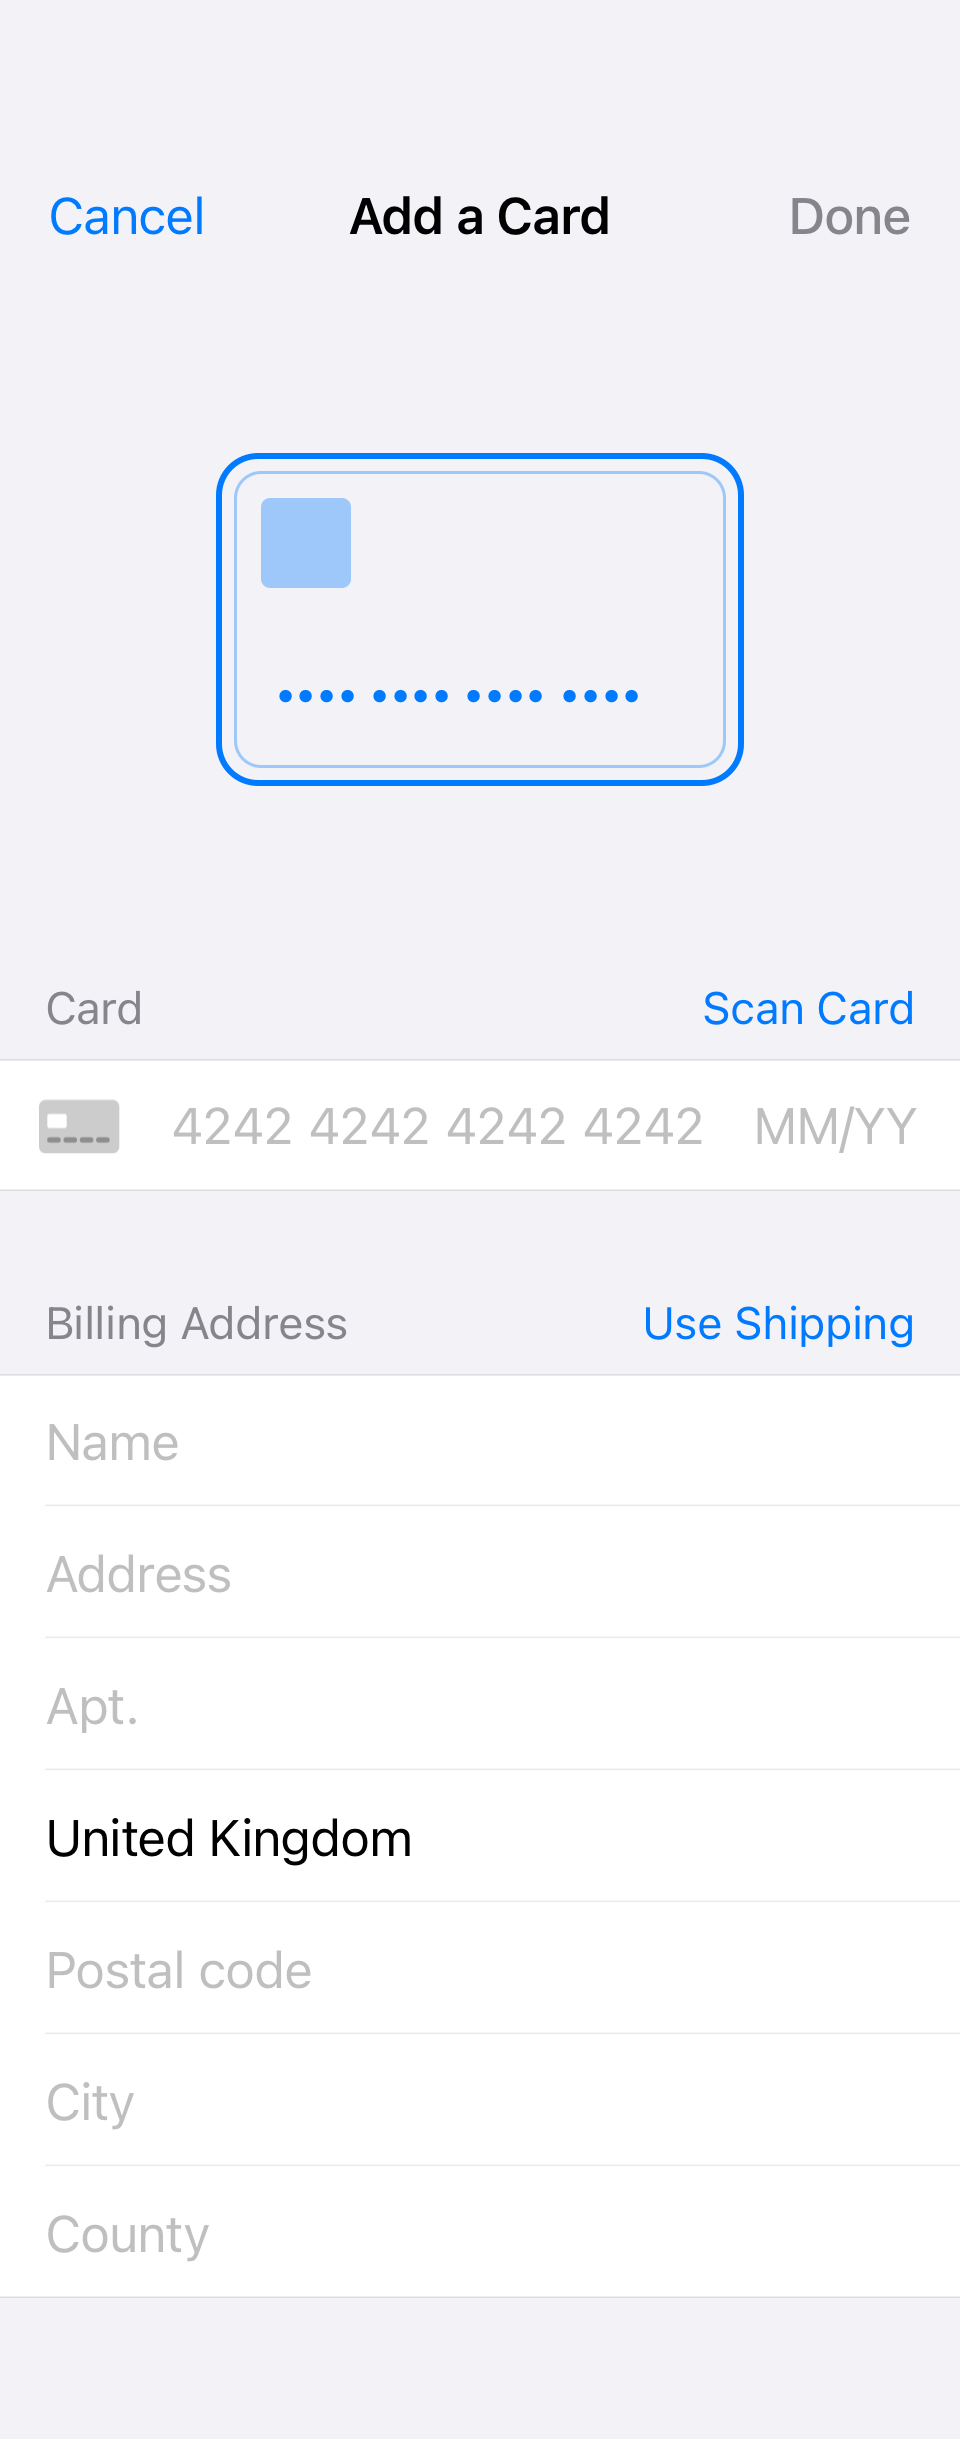 Cancel Add a Card Done
Card Scan Card
4242 4242 4242 4242 MM/YY
Billing Address Use Shipping
Name
Address
Apt.
United Kingdom
Postal code
City
County